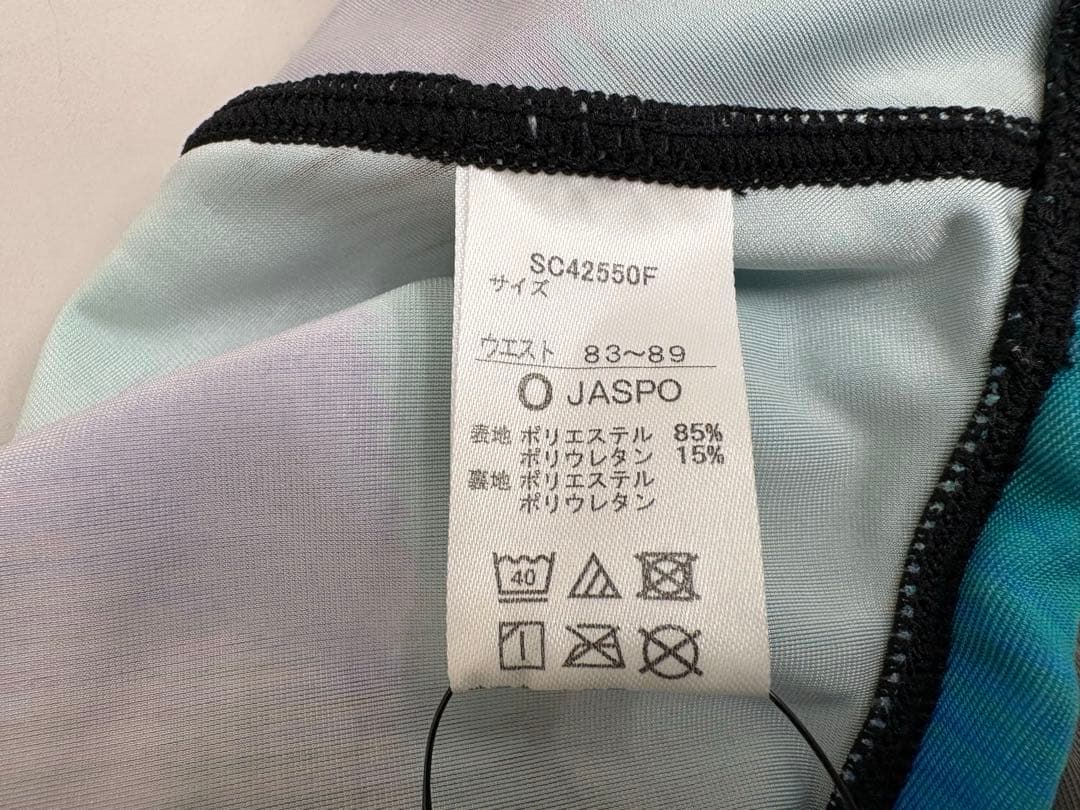 SC42550F
サイズ
ウエスト 83~89
O JASPO
表地 ポリエステル 85%
ポリウレタン 15%
裏地 ポリエステル
ポリウレタン
40